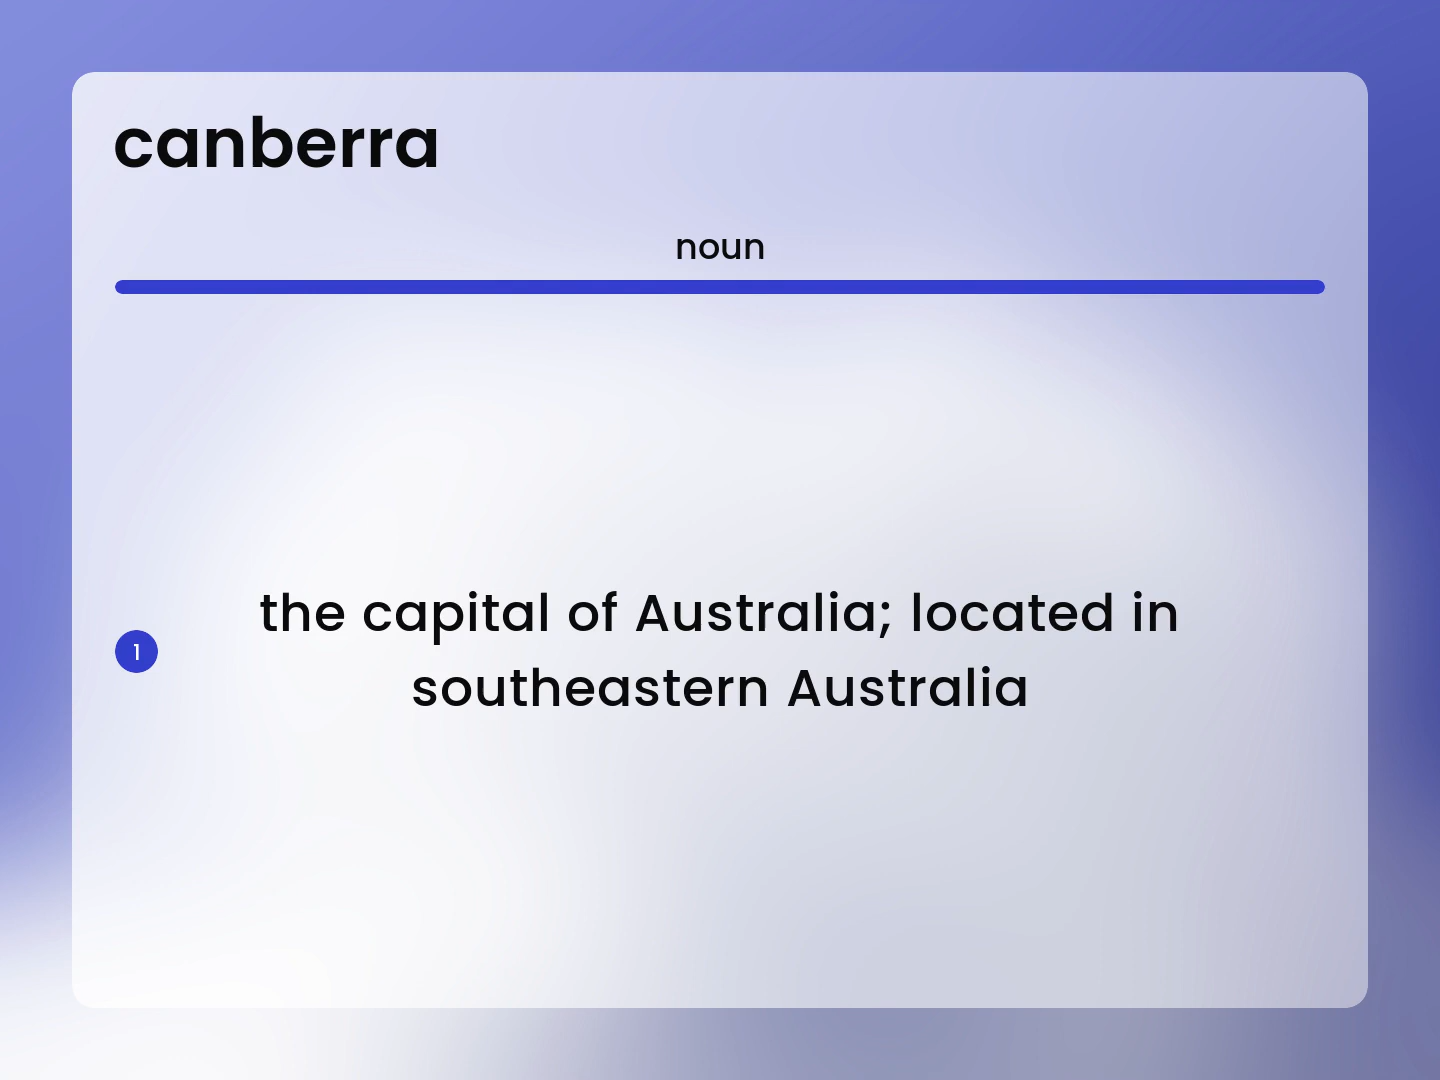 canberra
noun
1
the capital of Australia; located in
southeastern Australia